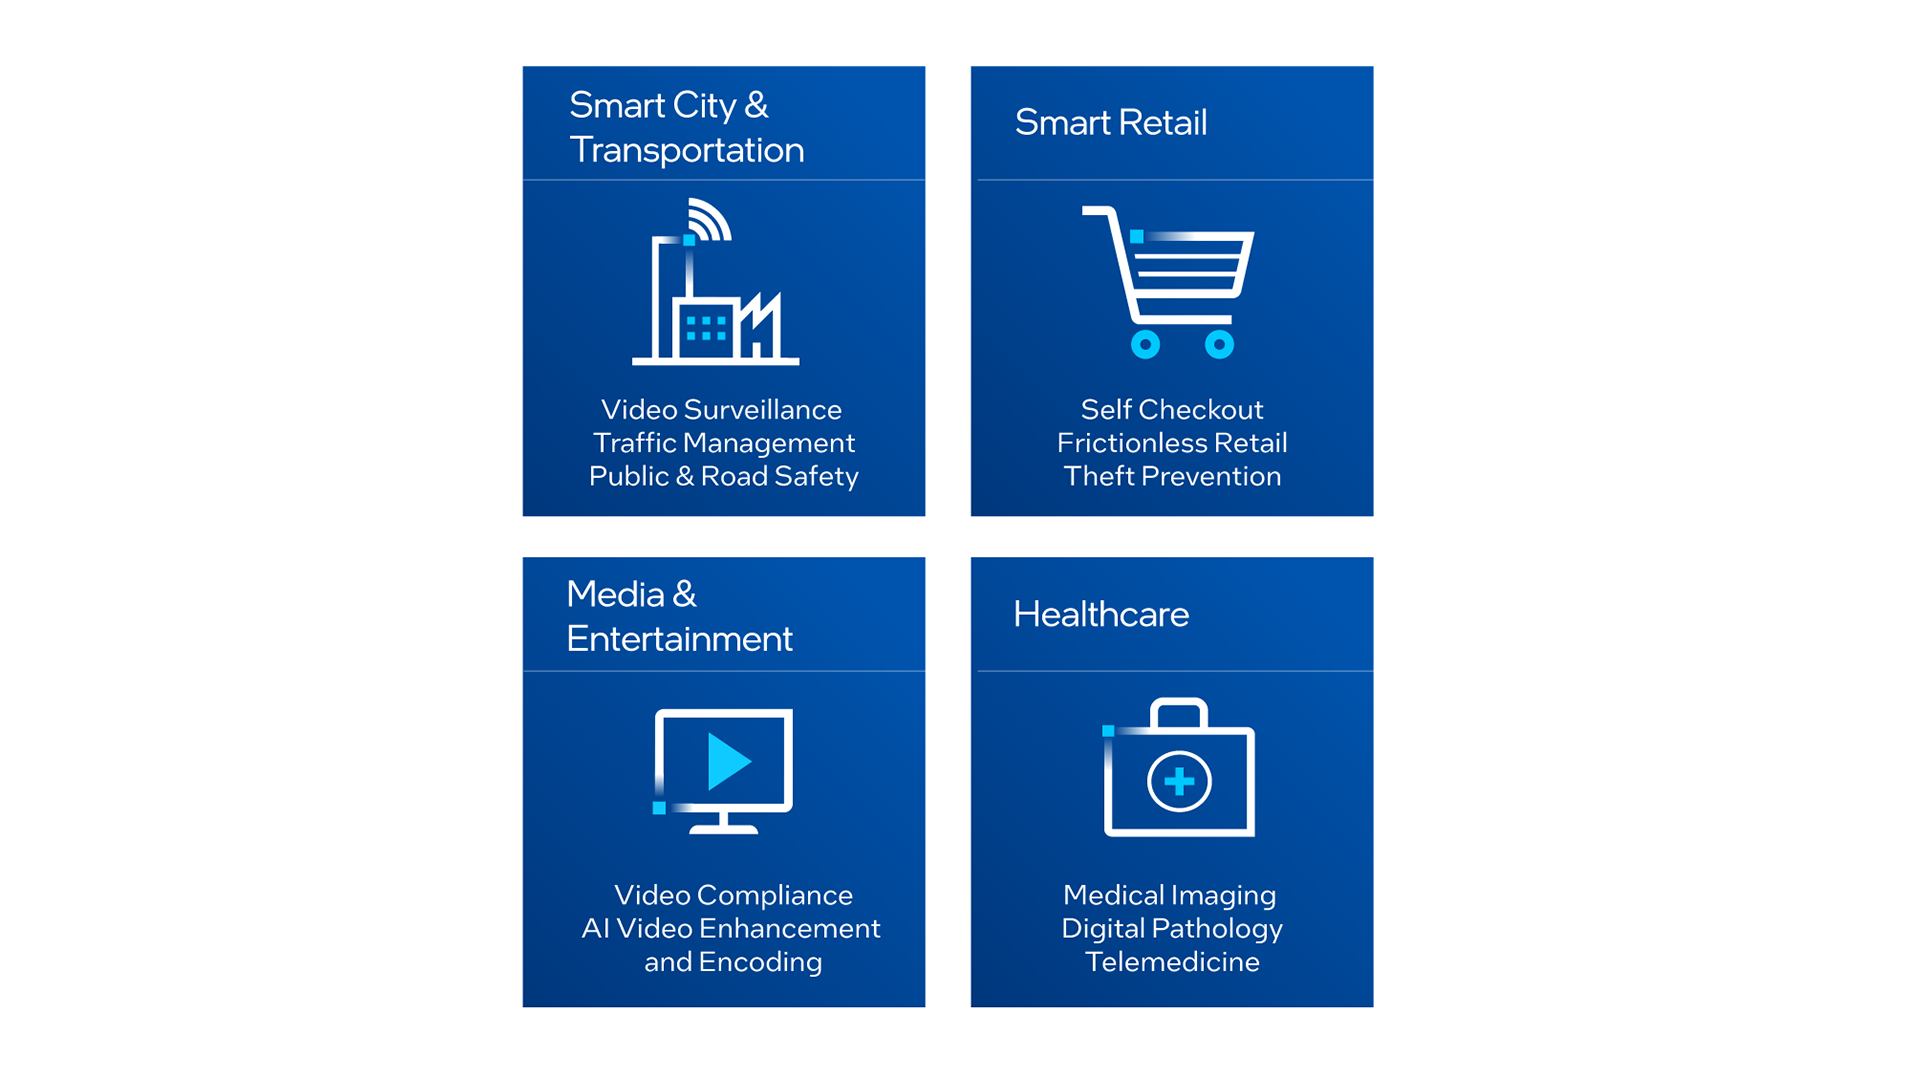 Smart City &
Transportation
Video Surveillance
Traffic Management
Public & Road Safety
Smart Retail
Self Checkout
Frictionless Retail
Theft Prevention
Media &
Entertainment
Video Compliance
AI Video Enhancement
and Encoding
Healthcare
Medical Imaging
Digital Pathology
Telemedicine